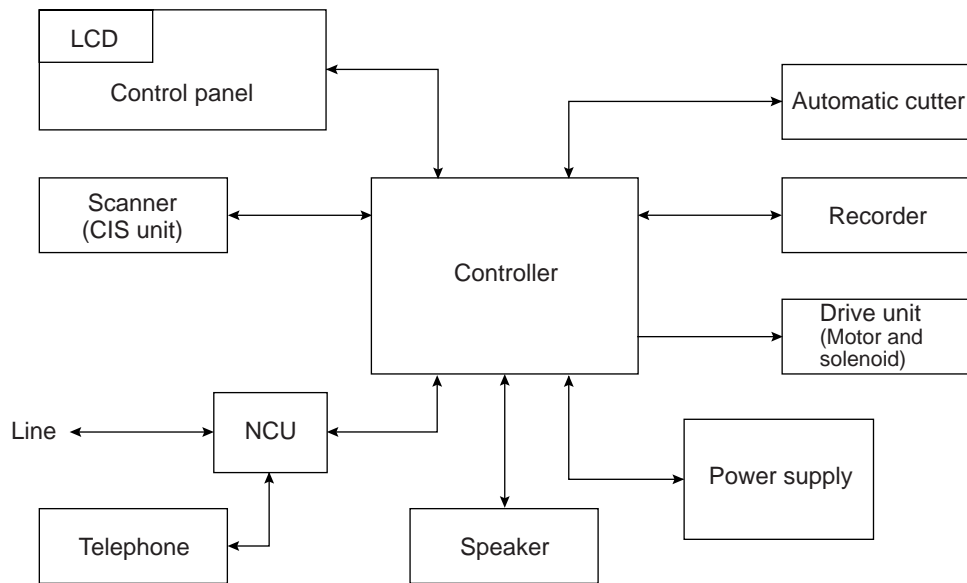 LCD
Control panel
Automatic cutter
Scanner
(CIS unit)
Recorder
Controller
Drive unit
(Motor and
solenoid)
Line
NCU
Power supply
Telephone
Speaker